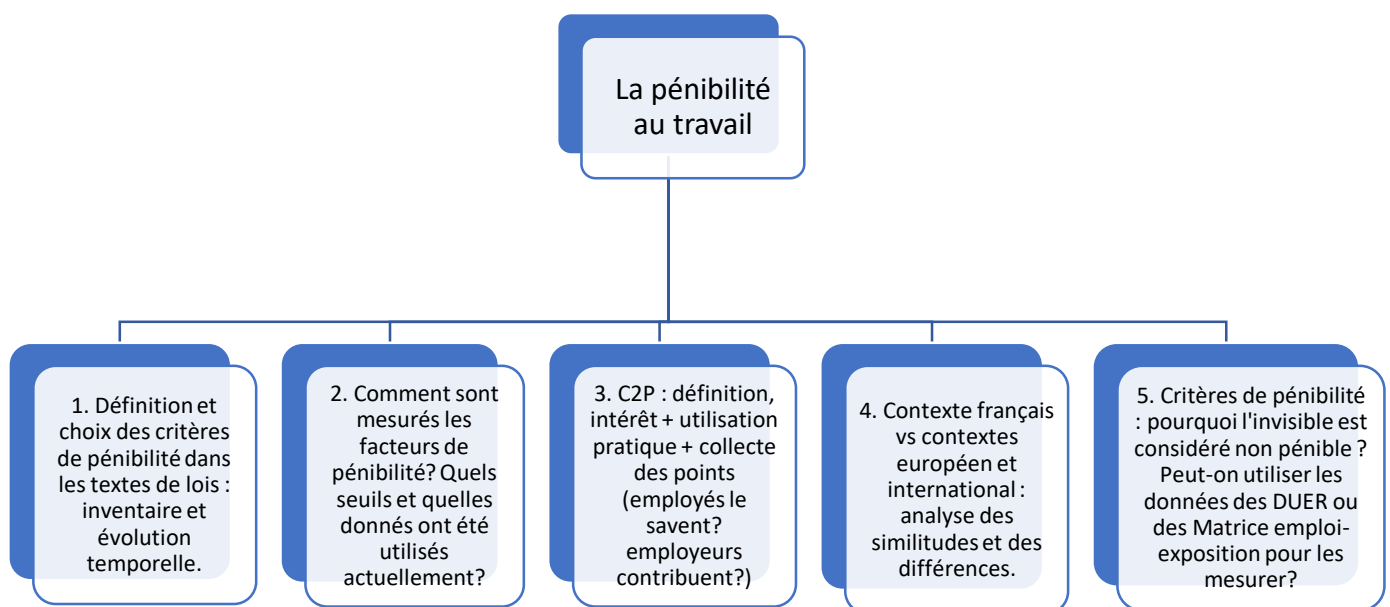 La pénibilité
au travail
1. Définition et
choix des critères
de pénibilité dans
les textes de lois :
inventaire et
évolution
temporelle.
2. Comment sont
mesurés les
facteurs de
pénibilité? Quels
seuils et quelles
donnés ont été
utilisés
actuellement?
3. C2P : définition,
intérêt + utilisation
pratique + collecte
des points
(employés le
savent?
employeurs
contribuent?)
4. Contexte français
vs contextes
européen et
international :
analyse des
similitudes et des
différences.
5. Critères de pénibilité
: pourquoi l'invisible est
considéré non pénible ?
Peut-on utiliser les
données des DUER ou
des Matrice emploi-
exposition pour les
mesurer?